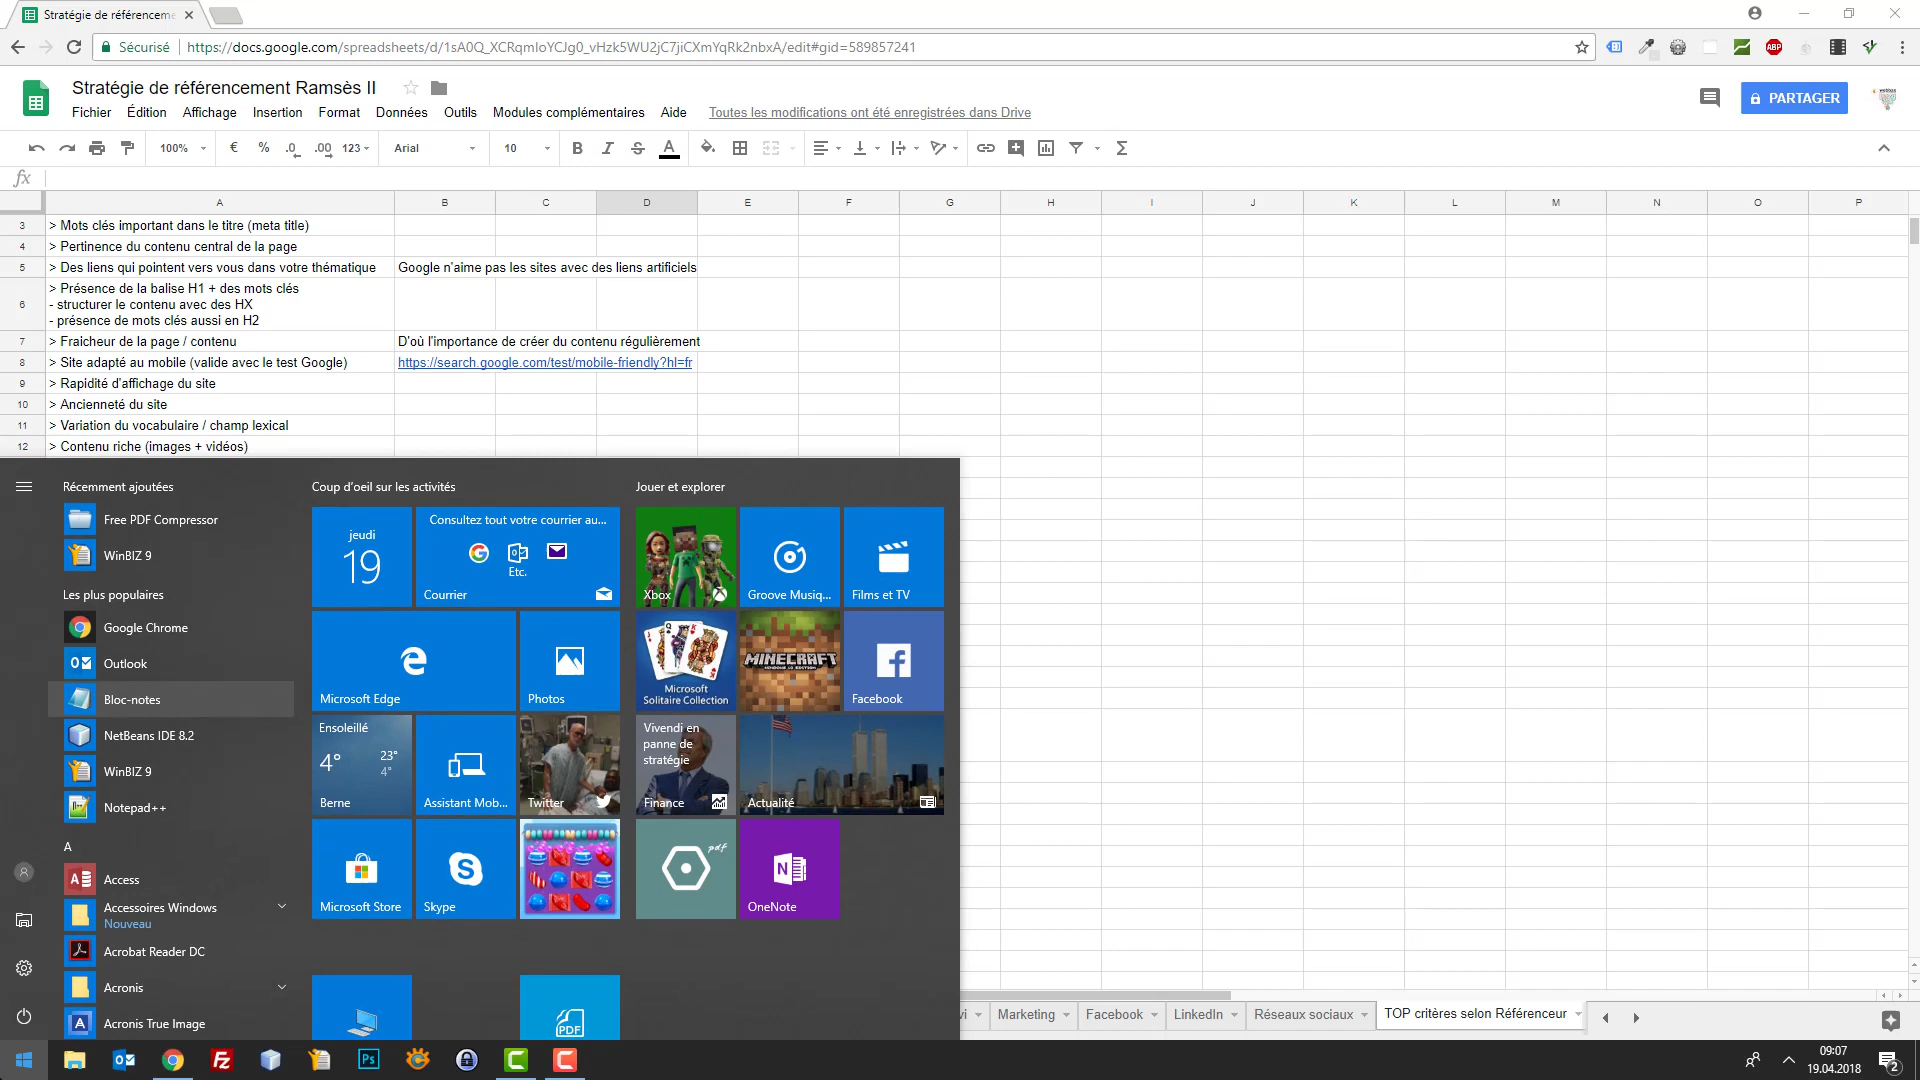 Stratégie de référenceme
Sécurisé
https://docs.google.com/spreadsheets/d/1sA0Q_XCRqmIoYCJg0_vHzk5WU2jC7jiCXmYqRk2nbxA/edit#gid=589857241
Stratégie de référencement Ramsès II
PARTAGER
Fichier Édition Affichage Insertion Format Données Outils Modules complémentaires Aide Toutes les modifications ont été enregistrées dans Drive
100% € % .0 .00 123 Arial 10 B I S A Σ
fx
A B C D E F G H I J K L M N O P
3 > Mots clés important dans le titre (meta title)
4 > Pertinence du contenu central de la page
5 > Des liens qui pointent vers vous dans votre thématique Google n'aime pas les sites avec des liens artificiels
6 > Présence de la balise H1 + des mots clés
- structurer le contenu avec des HX
- présence de mots clés aussi en H2
7 > Fraicheur de la page / contenu D'où l'importance de créer du contenu régulièrement
8 > Site adapté au mobile (valide avec le test Google) https://search.google.com/test/mobile-friendly?hl=fr
9 > Rapidité d'affichage du site
10 > Ancienneté du site
11 > Variation du vocabulaire / champ lexical
12 > Contenu riche (images + vidéos)
Récemment ajoutées
Free PDF Compressor
WinBIZ 9
Les plus populaires
Google Chrome
Outlook
Bloc-notes
NetBeans IDE 8.2
WinBIZ 9
Notepad++
A
Access
Accessoires Windows
Nouveau
Acrobat Reader DC
Acronis
Acronis True Image
Coup d'oeil sur les activités
jeudi
19
Consultez tout votre courrier au...
Etc.
Courrier
Microsoft Edge
Photos
Ensoleillé
4° 23°
4°
Berne
Assistant Mob...
Twitter
Microsoft Store
Skype
PDF
Jouer et explorer
Xbox
Groove Musiq...
Films et TV
Microsoft
Solitaire Collection
MINECRAFT
Facebook
Vivendi en
panne de
stratégie
Finance
Actualité
pdf
OneNote
vi Marketing Facebook LinkedIn Réseaux sociaux TOP critères selon Référenceur
09:07
19.04.2018
2